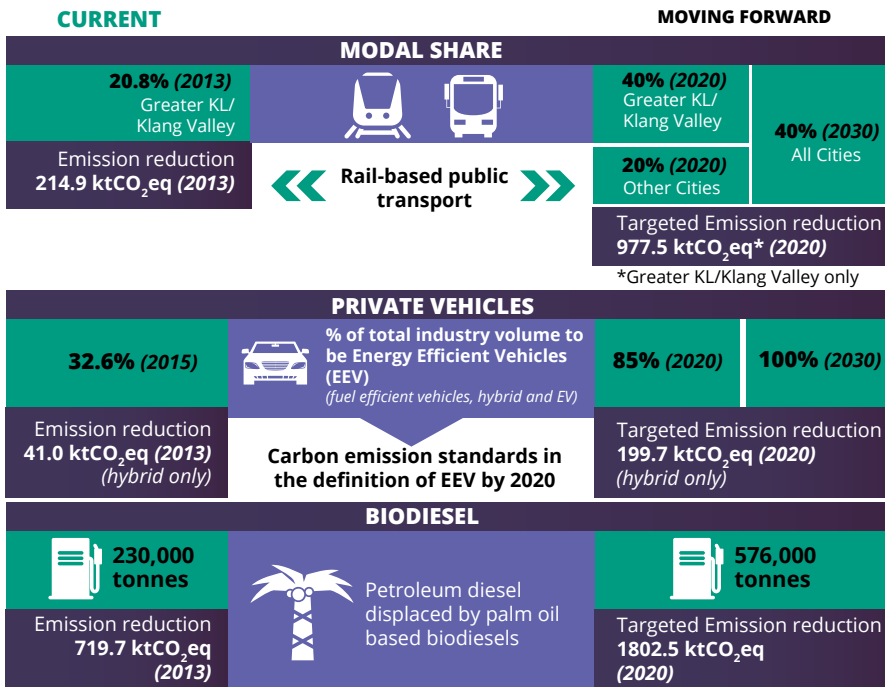 CURRENT
MOVING FORWARD
MODAL SHARE
20.8% (2013)
Greater KL/
Klang Valley
Emission reduction
214.9 ktCO₂eq (2013)
Rail-based public
transport
40% (2020)
Greater KL/
Klang Valley
20% (2020)
Other Cities
40% (2030)
All Cities
Targeted Emission reduction
977.5 ktCO₂eq* (2020)
*Greater KL/Klang Valley only
PRIVATE VEHICLES
32.6% (2015)
Emission reduction
41.0 ktCO₂eq (2013)
(hybrid only)
% of total industry volume to
be Energy Efficient Vehicles
(EEV)
(fuel efficient vehicles, hybrid and EV)
Carbon emission standards in
the definition of EEV by 2020
85% (2020)
100% (2030)
Targeted Emission reduction
199.7 ktCO₂eq (2020)
(hybrid only)
BIODIESEL
230,000
tonnes
Emission reduction
719.7 ktCO₂eq
(2013)
Petroleum diesel
displaced by palm oil
based biodiesels
576,000
tonnes
Targeted Emission reduction
1802.5 ktCO₂eq
(2020)